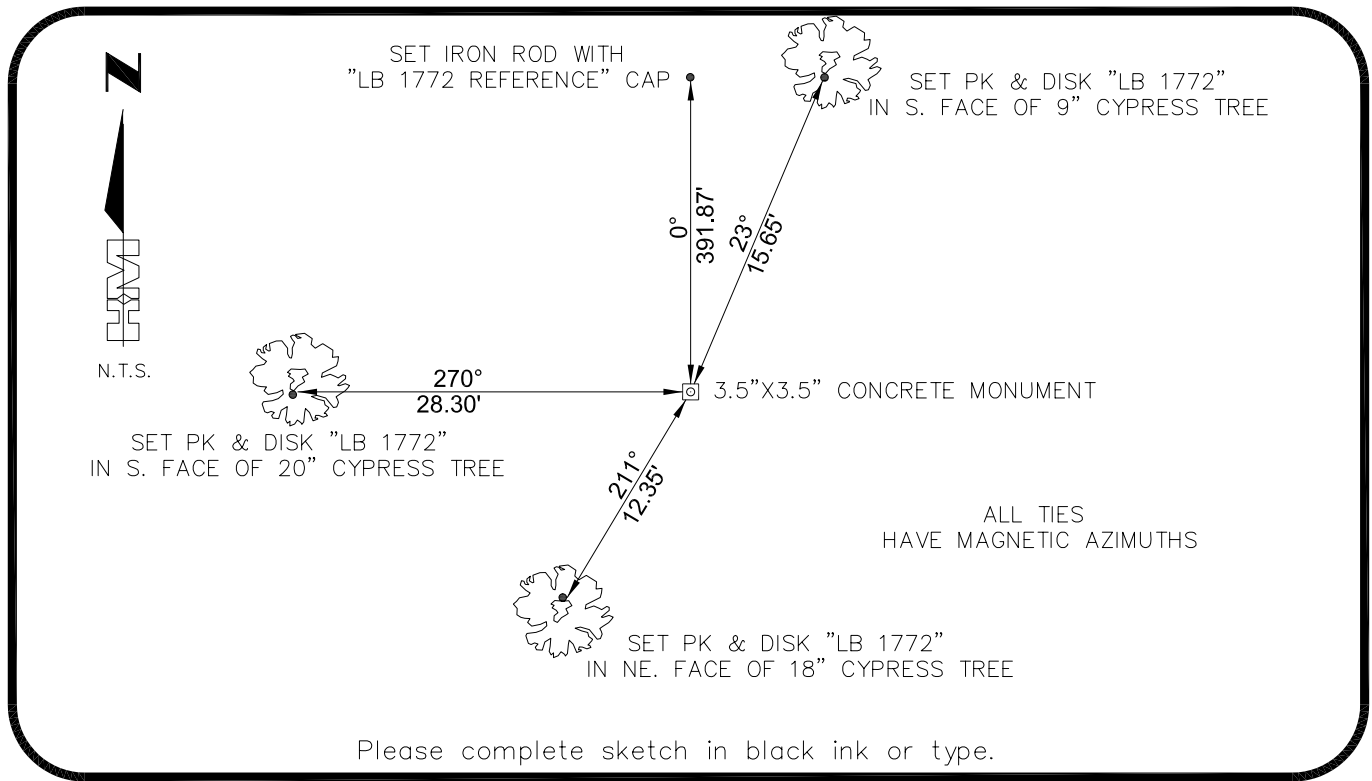 N
SET IRON ROD WITH
"LB 1772 REFERENCE" CAP
SET PK & DISK "LB 1772"
IN S. FACE OF 9" CYPRESS TREE
0°
391.87'
23°
15.65'
HM
N.T.S.
270°
28.30'
3.5"X3.5" CONCRETE MONUMENT
SET PK & DISK "LB 1772"
IN S. FACE OF 20" CYPRESS TREE
211°
12.35'
ALL TIES
HAVE MAGNETIC AZIMUTHS
SET PK & DISK "LB 1772"
IN NE. FACE OF 18" CYPRESS TREE
Please complete sketch in black ink or type.